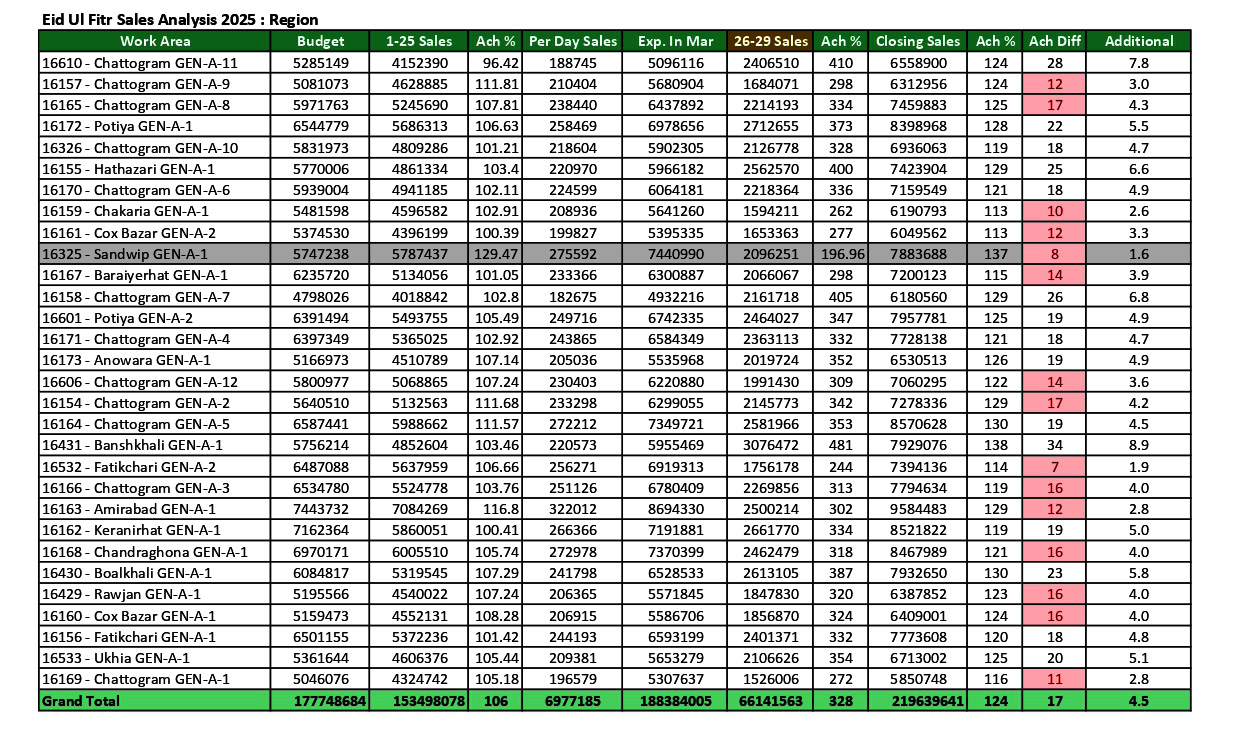 Eid Ul Fitr Sales Analysis 2025 : Region
Work Area Budget 1-25 Sales Ach % Per Day Sales Exp. In Mar 26-29 Sales Ach % Closing Sales Ach % Ach Diff Additional
16610 - Chattogram GEN-A-11 5285149 4152390 96.42 188745 5096116 2406510 410 6558900 124 28 7.8
16157 - Chattogram GEN-A-9 5081073 4628885 111.81 210404 5680904 1684071 298 6312956 124 12 3.0
16165 - Chattogram GEN-A-8 5971763 5245690 107.81 238440 6437892 2214193 334 7459883 125 17 4.3
16172 - Potiya GEN-A-1 6544779 5686313 106.63 258469 6978656 2712655 373 8398968 128 22 5.5
16326 - Chattogram GEN-A-10 5831973 4809286 101.21 218604 5902305 2126778 328 6936063 119 18 4.7
16155 - Hathazari GEN-A-1 5770006 4861334 103.4 220970 5966182 2562570 400 7423904 129 25 6.6
16170 - Chattogram GEN-A-6 5939004 4941185 102.11 224599 6064181 2218364 336 7159549 121 18 4.9
16159 - Chakaria GEN-A-1 5481598 4596582 102.91 208936 5641260 1594211 262 6190793 113 10 2.6
16161 - Cox Bazar GEN-A-2 5374530 4396199 100.39 199827 5395335 1653363 277 6049562 113 12 3.3
16325 - Sandwip GEN-A-1 5747238 5787437 129.47 275592 7440990 2096251 196.96 7883688 137 8 1.6
16167 - Baraiyerhat GEN-A-1 6235720 5134056 101.05 233366 6300887 2066067 298 7200123 115 14 3.9
16158 - Chattogram GEN-A-7 4798026 4018842 102.8 182675 4932216 2161718 405 6180560 129 26 6.8
16601 - Potiya GEN-A-2 6391494 5493755 105.49 249716 6742335 2464027 347 7957781 125 19 4.9
16171 - Chattogram GEN-A-4 6397349 5365025 102.92 243865 6584349 2363113 332 7728138 121 18 4.7
16173 - Anowara GEN-A-1 5166973 4510789 107.14 205036 5535968 2019724 352 6530513 126 19 4.9
16606 - Chattogram GEN-A-12 5800977 5068865 107.24 230403 6220880 1991430 309 7060295 122 14 3.6
16154 - Chattogram GEN-A-2 5640510 5132563 111.68 233298 6299055 2145773 342 7278336 129 17 4.2
16164 - Chattogram GEN-A-5 6587441 5988662 111.57 272212 7349721 2581966 353 8570628 130 19 4.5
16431 - Banshkhali GEN-A-1 5756214 4852604 103.46 220573 5955469 3076472 481 7929076 138 34 8.9
16532 - Fatikchari GEN-A-2 6487088 5637959 106.66 256271 6919313 1756178 244 7394136 114 7 1.9
16166 - Chattogram GEN-A-3 6534780 5524778 103.76 251126 6780409 2269856 313 7794634 119 16 4.0
16163 - Amirabad GEN-A-1 7443732 7084269 116.8 322012 8694330 2500214 302 9584483 129 12 2.8
16162 - Keranirhat GEN-A-1 7162364 5860051 100.41 266366 7191881 2661770 334 8521822 119 19 5.0
16168 - Chandraghona GEN-A-1 6970171 6005510 105.74 272978 7370399 2462479 318 8467989 121 16 4.0
16430 - Boalkhali GEN-A-1 6084817 5319545 107.29 241798 6528533 2613105 387 7932650 130 23 5.8
16429 - Rawjan GEN-A-1 5195566 4540022 107.24 206365 5571845 1847830 320 6387852 123 16 4.0
16160 - Cox Bazar GEN-A-1 5159473 4552131 108.28 206915 5586706 1856870 324 6409001 124 16 4.0
16156 - Fatikchari GEN-A-1 6501155 5372236 101.42 244193 6593199 2401371 332 7773608 120 18 4.8
16533 - Ukhia GEN-A-1 5361644 4606376 105.44 209381 5653279 2106626 354 6713002 125 20 5.1
16169 - Chattogram GEN-A-1 5046076 4324742 105.18 196579 5307637 1526006 272 5850748 116 11 2.8
Grand Total 177748684 153498078 106 6977185 188384005 66141563 328 219639641 124 17 4.5